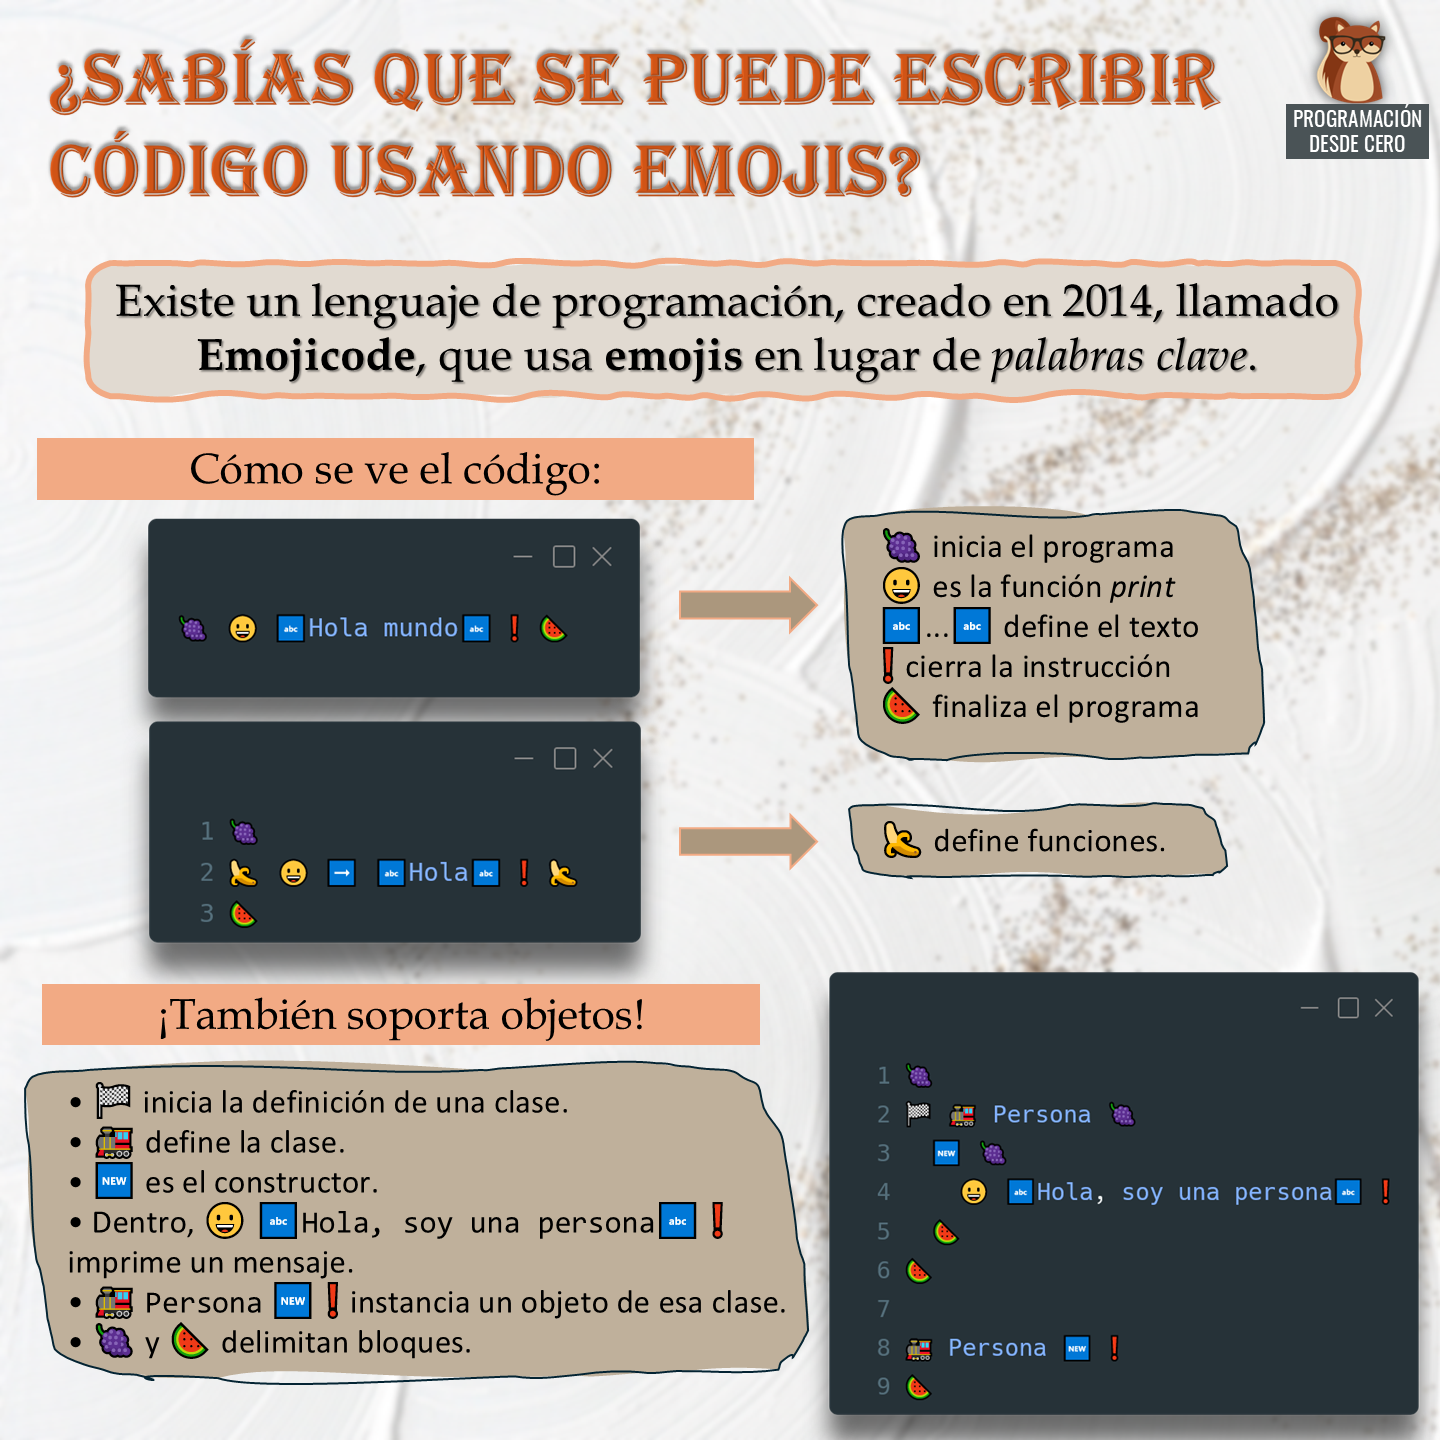 ¿SABÍAS QUE SE PUEDE ESCRIBIR
CÓDIGO USANDO EMOJIS?
PROGRAMACIÓN
DESDE CERO
Existe un lenguaje de programación, creado en 2014, llamado
Emojicode, que usa emojis en lugar de palabras clave.
Cómo se ve el código:
🍇 😀 🔤Hola mundo🔤❗🍉
🍇 inicia el programa
😀 es la función print
🔤...🔤 define el texto
❗cierra la instrucción
🍉 finaliza el programa
1 🍇
2 🍌 😀 ➡️ 🔤Hola🔤❗🍌
3 🍉
🍌 define funciones.
¡También soporta objetos!
• 🏁 inicia la definición de una clase.
• 🚂 define la clase.
• 🆕 es el constructor.
• Dentro, 😀 🔤Hola, soy una persona🔤❗
imprime un mensaje.
• 🚂 Persona 🆕❗instancia un objeto de esa clase.
• 🍇 y 🍉 delimitan bloques.
1 🍇
2 🏁 🚂 Persona 🍇
3 🆕 🍇
4 😀 🔤Hola, soy una persona🔤❗
5 🍉
6 🍉
7
8 🚂 Persona 🆕❗
9 🍉